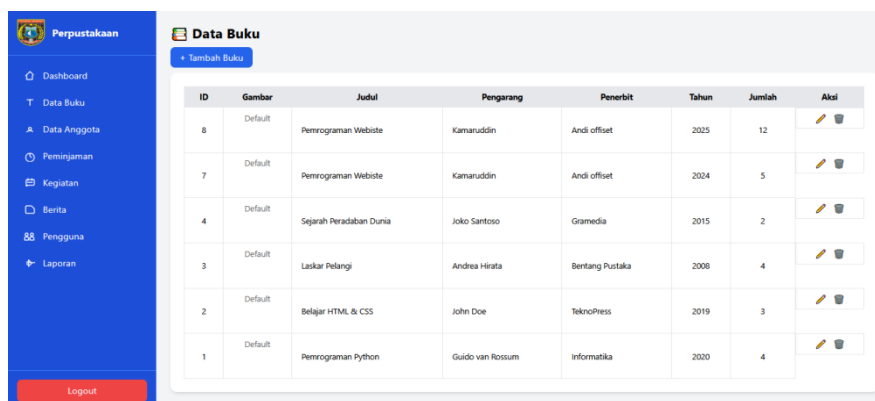 Perpustakaan
Dashboard
Data Buku
Data Anggota
Peminjaman
Kegiatan
Berita
Pengguna
Laporan
Logout
Data Buku
+ Tambah Buku
ID Gambar Judul Pengarang Penerbit Tahun Jumlah Aksi
8 Default Pemrograman Webiste Kamaruddin Andi offiset 2025 12
7 Default Pemrograman Webiste Kamaruddin Andi offiset 2024 5
4 Default Sejarah Peradaban Dunia Joko Santoso Gramedia 2015 2
3 Default Laskar Pelangi Andrea Hirata Bentang Pustaka 2008 4
2 Default Belajar HTML & CSS John Doe TeknoPress 2019 3
1 Default Pemrograman Python Guido van Rossum Informatika 2020 4